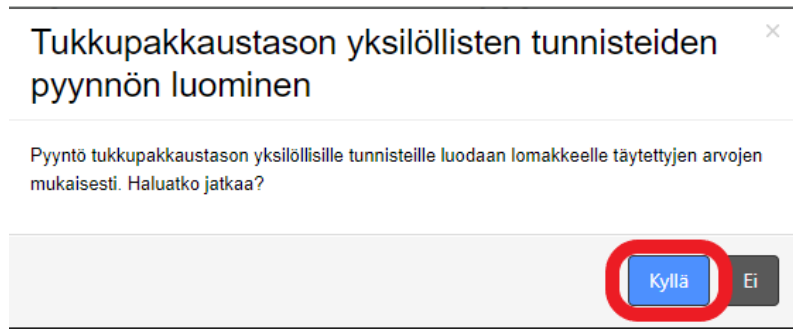 Tukkupakkaustason yksilöllisten tunnisteiden
pyynnön luominen
×
Pyyntö tukkupakkaustason yksilöllisille tunnisteille luodaan lomakkeelle täytettyjen arvojen
mukaisesti. Haluatko jatkaa?
Kyllä
Ei